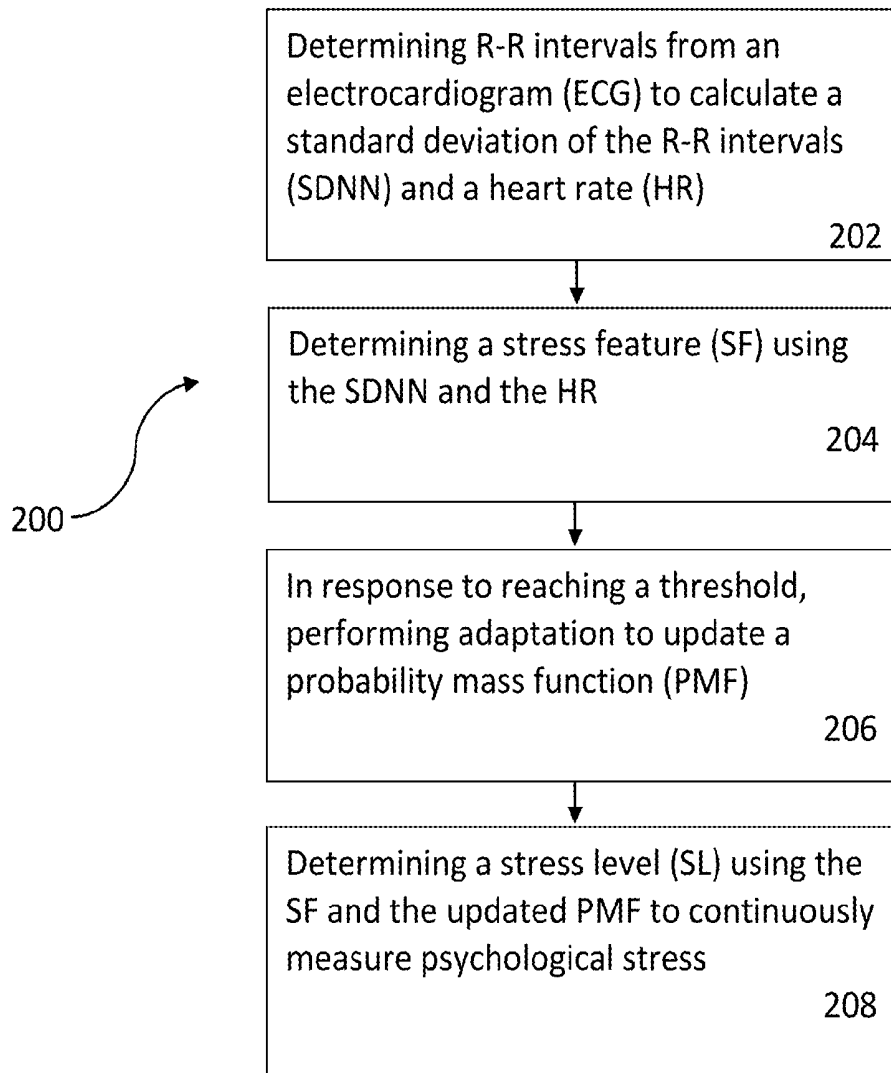 Determining R-R intervals from an
electrocardiogram (ECG) to calculate a
standard deviation of the R-R intervals
(SDNN) and a heart rate (HR)
202
Determining a stress feature (SF) using
the SDNN and the HR
204
200
In response to reaching a threshold,
performing adaptation to update a
probability mass function (PMF)
206
Determining a stress level (SL) using the
SF and the updated PMF to continuously
measure psychological stress
208